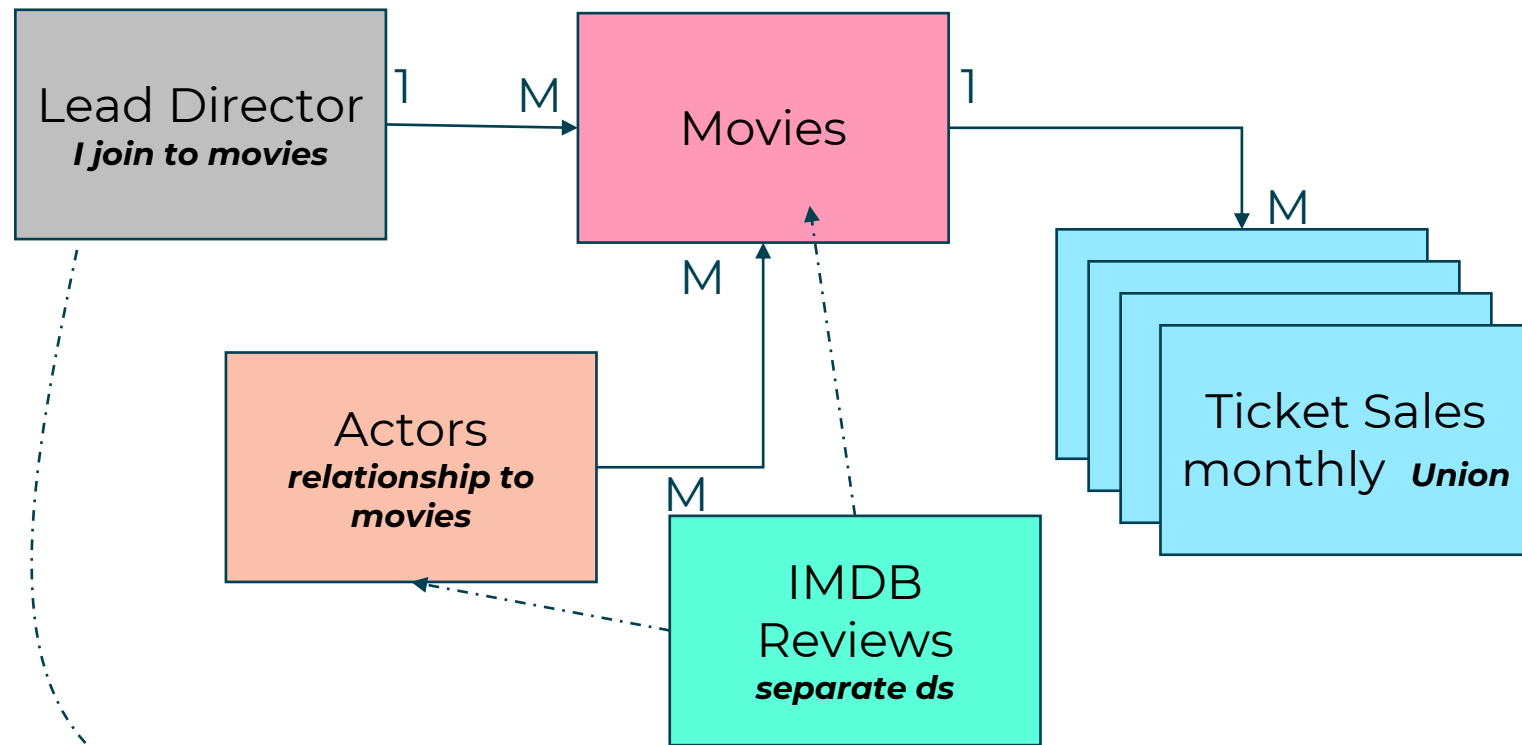 Lead Director
I join to movies
1
M
Movies
1
M
Actors
relationship to
movies
M
M
IMDB
Reviews
separate ds
Ticket Sales
monthly Union